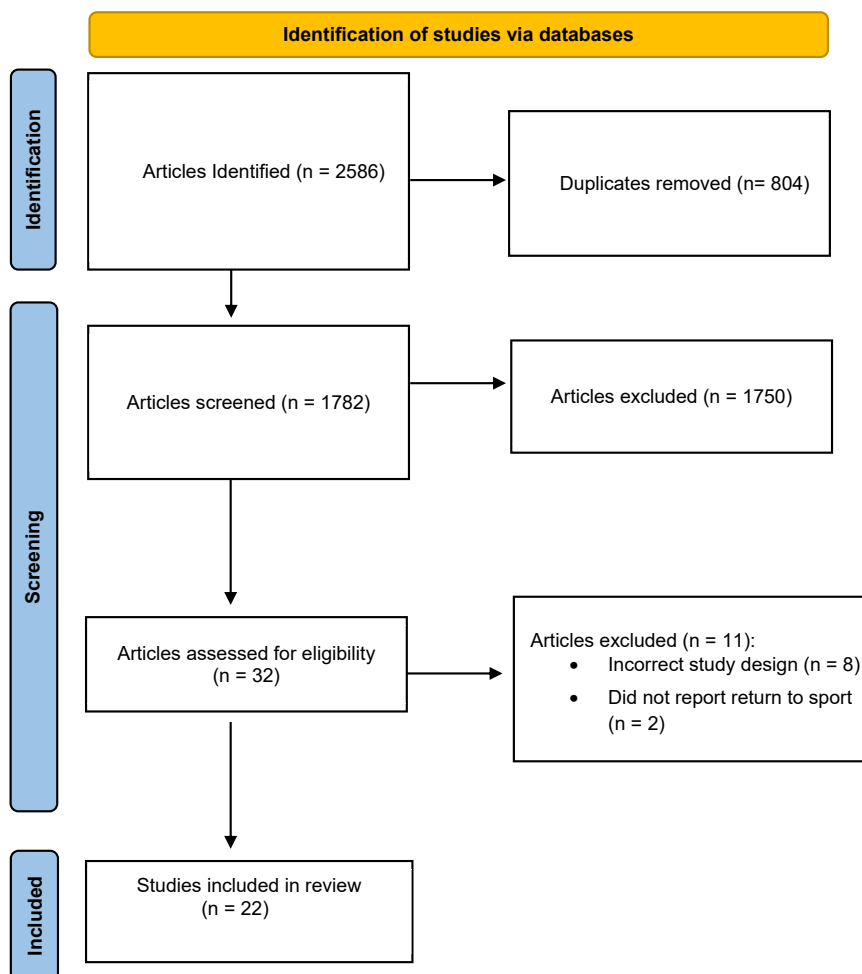 Identification of studies via databases
Identification
Articles Identified (n = 2586)
Duplicates removed (n= 804)
Screening
Articles screened (n = 1782)
Articles excluded (n = 1750)
Articles assessed for eligibility
(n = 32)
Articles excluded (n = 11):
• Incorrect study design (n = 8)
• Did not report return to sport
(n = 2)
Included
Studies included in review
(n = 22)